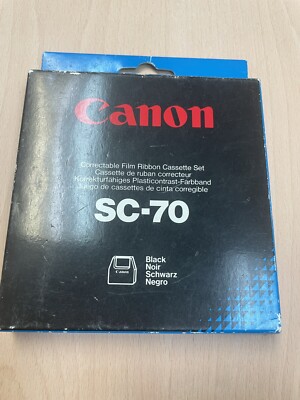 Canon
Correctable Film Ribbon Cassette Set
Cassette de ruban correcteur
Korrekturfähiges Plasticontrast-Farbband
Juego de cassettes de cinta corregible
SC-70
Black
Noir
Schwarz
Negro
Canon